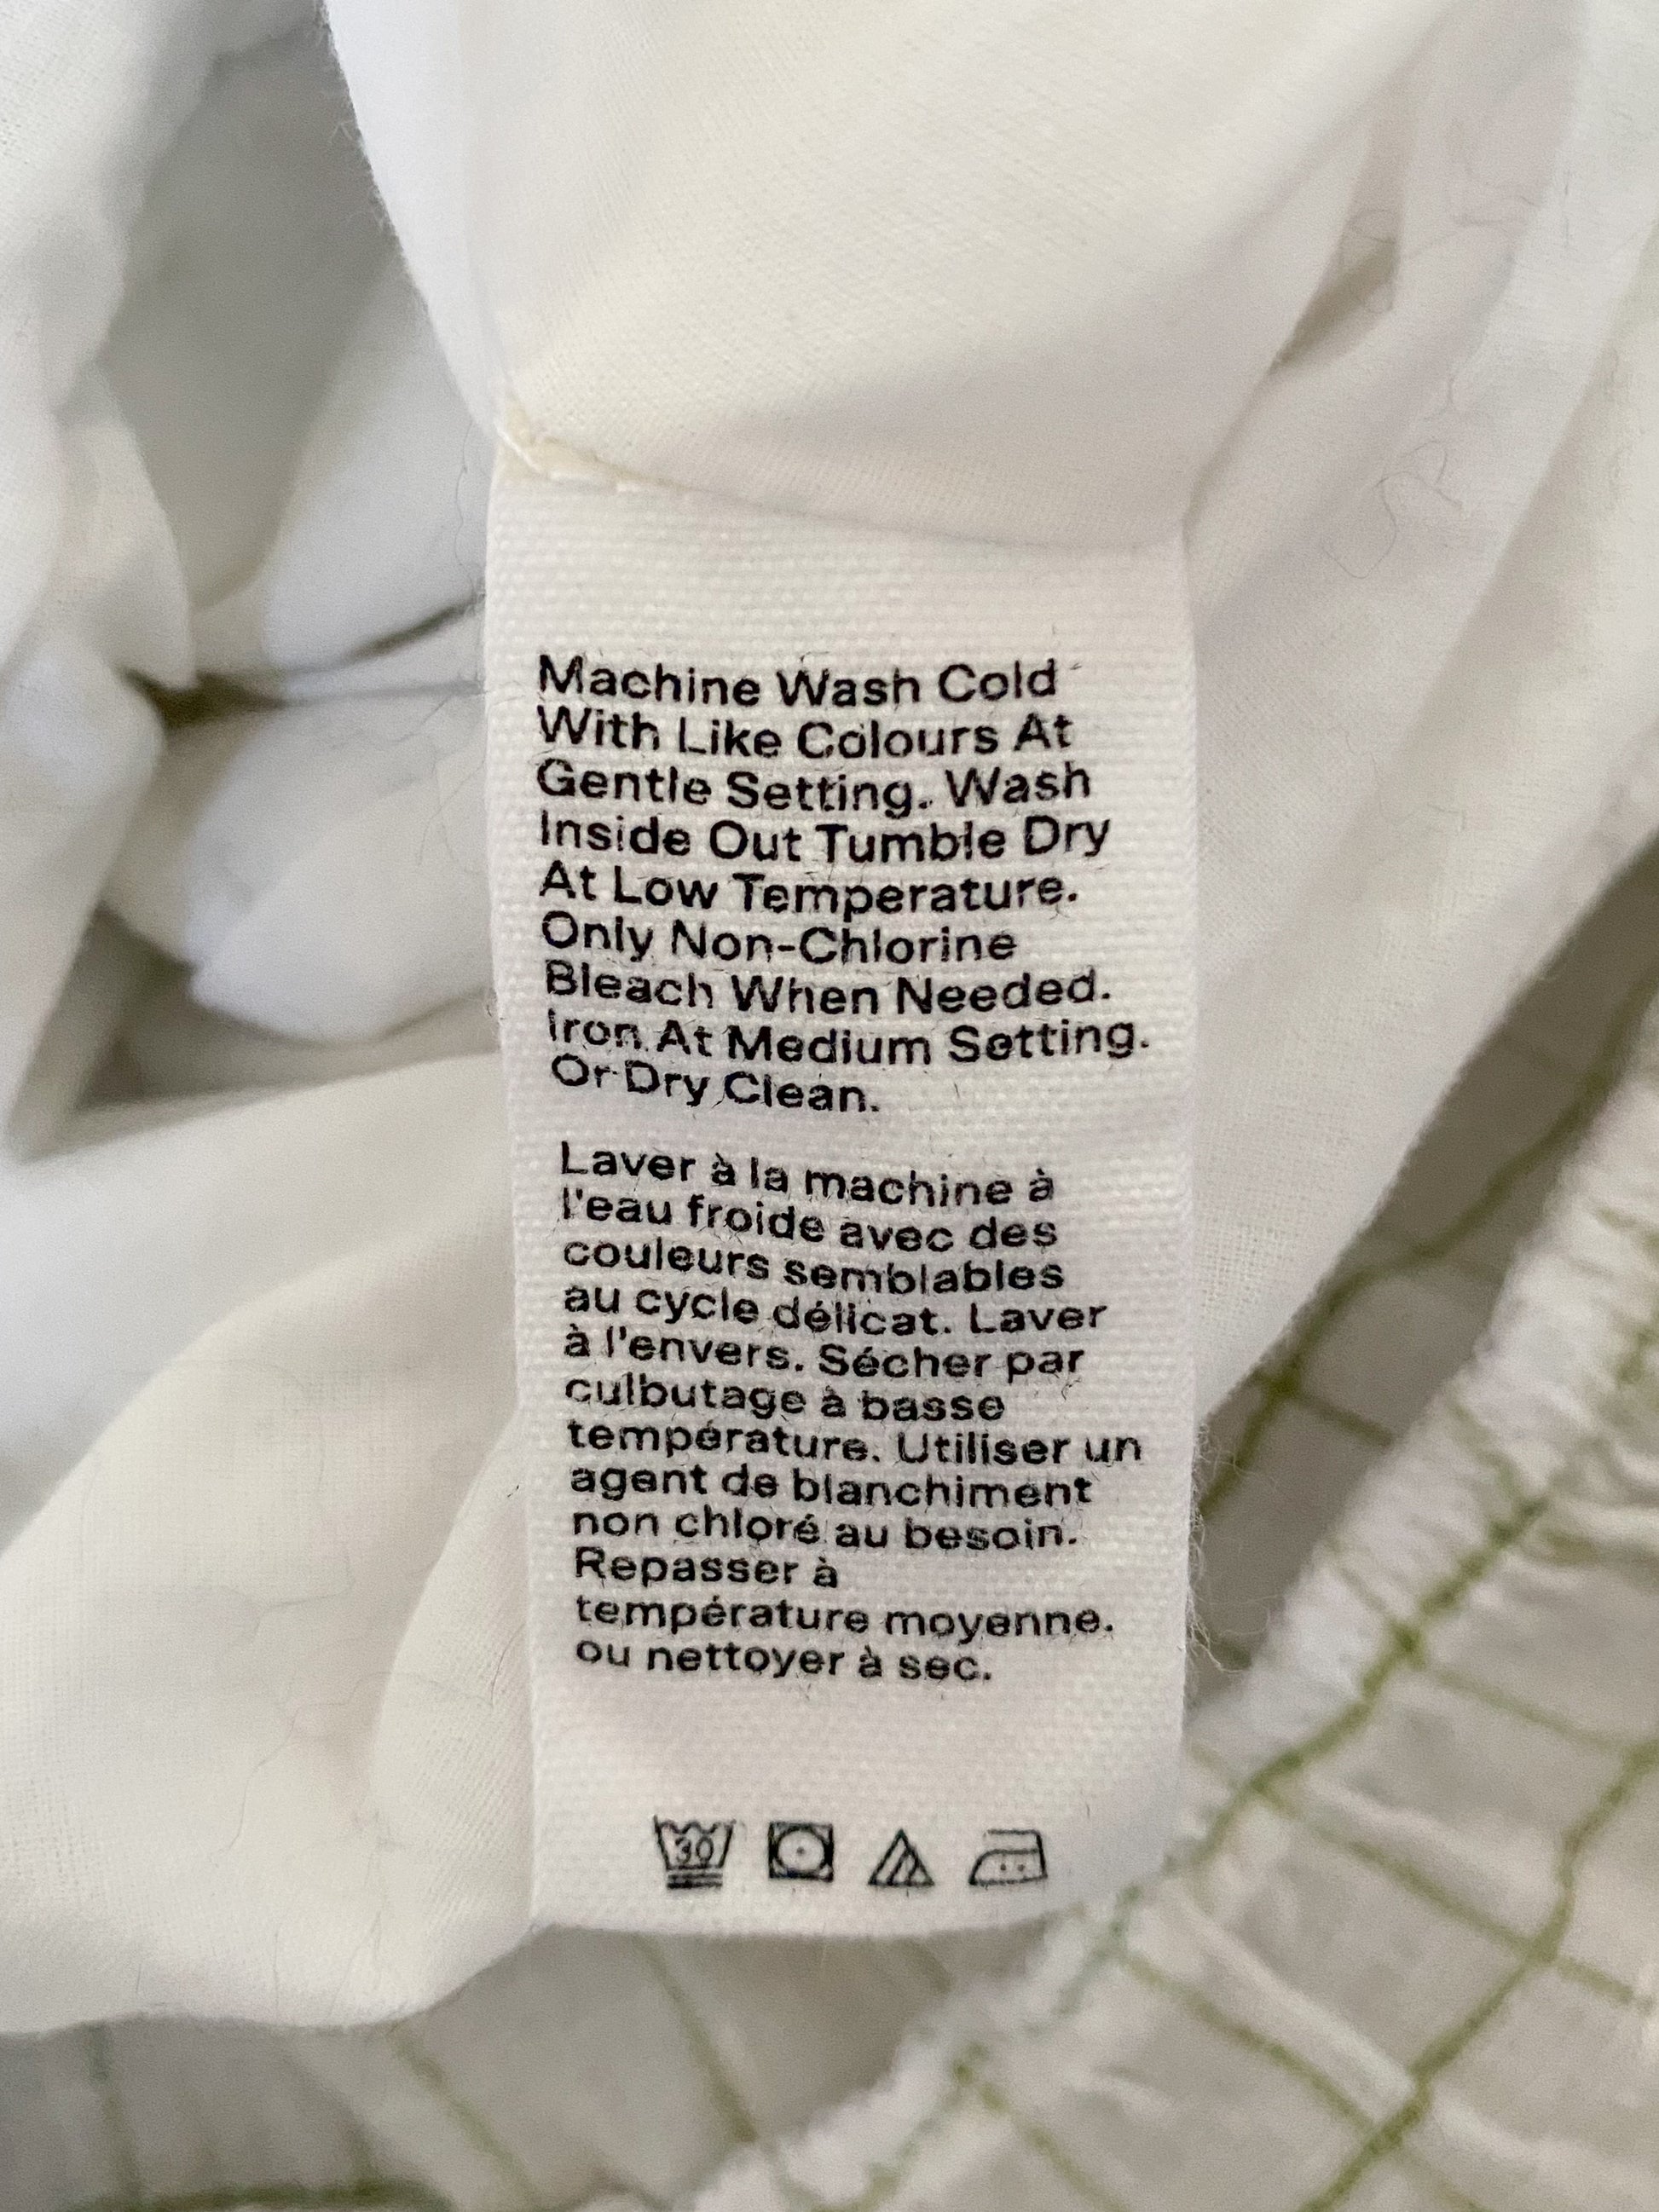 Machine Wash Cold
With Like Colours At
Gentle Setting. Wash
Inside Out Tumble Dry
At Low Temperature.
Only Non-Chlorine
Bleach When Needed.
Iron At Medium Setting.
Or Dry Clean.
Laver à la machine à
l'eau froide avec des
couleurs semblables
au cycle délicat. Laver
à l'envers. Sécher par
culbutage à basse
température. Utiliser un
agent de blanchiment
non chloré au besoin.
Repasser à
température moyenne.
ou nettoyer à sec.
30